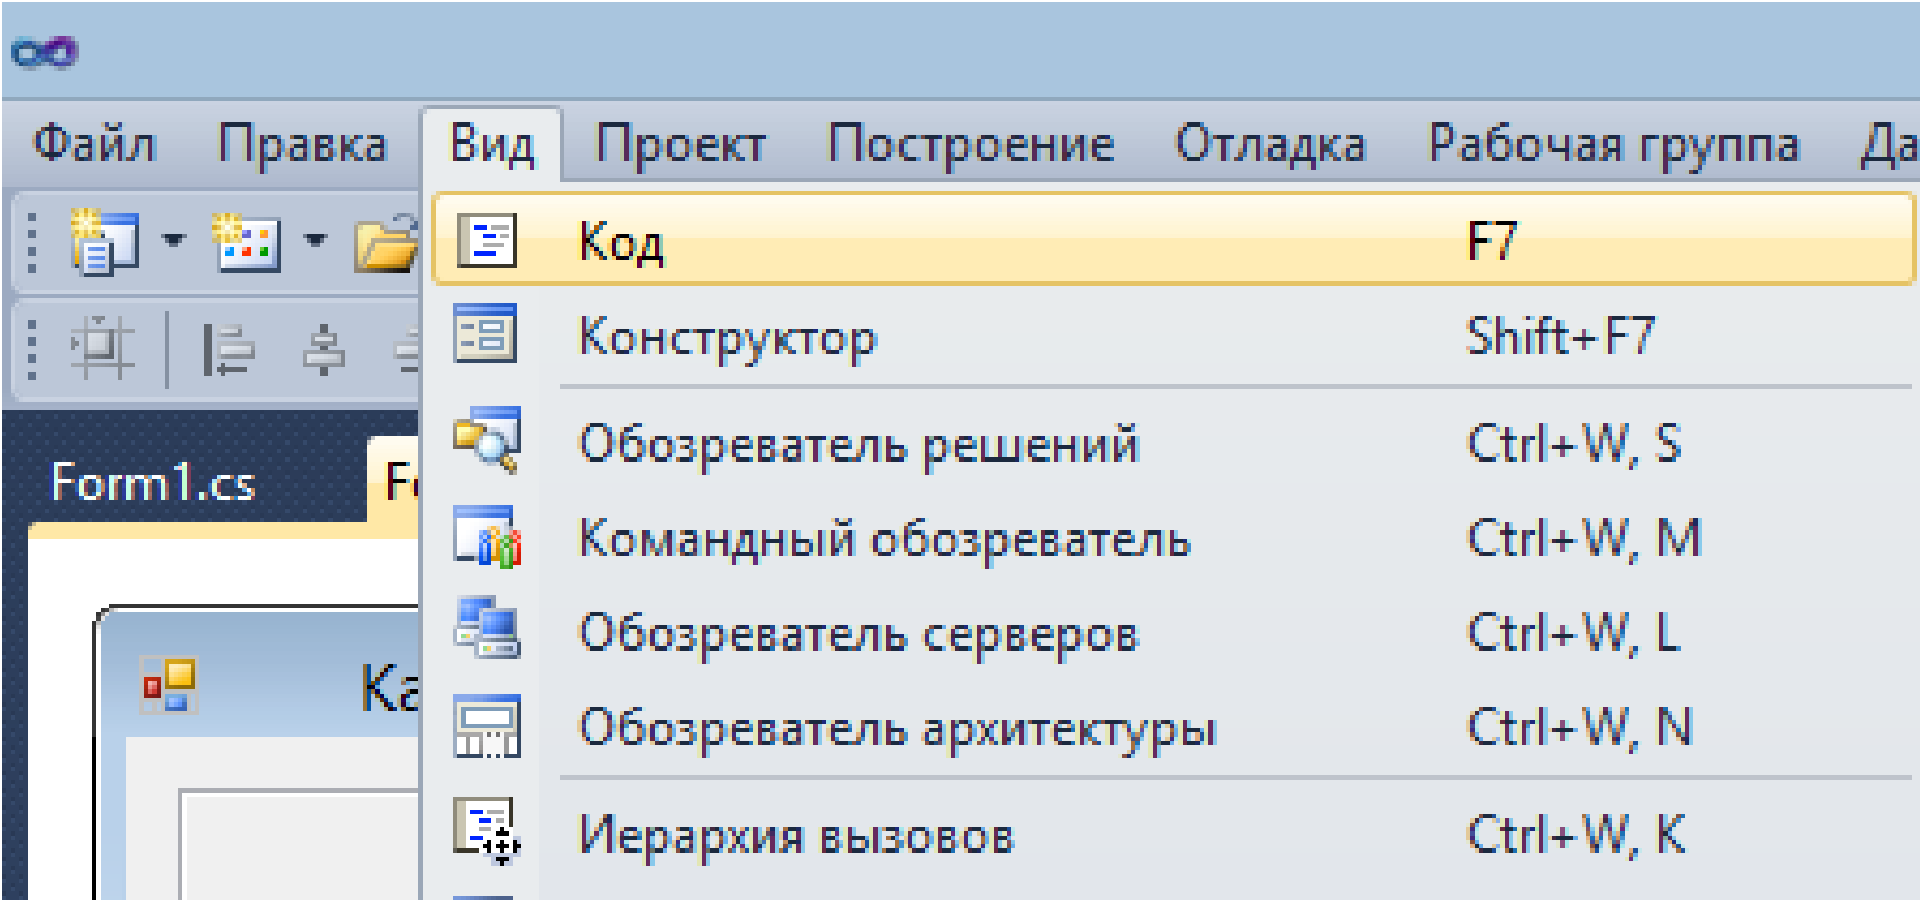 Файл Правка Вид Проект Построение Отладка Рабочая группа
Код F7
Конструктор Shift+F7
Обозреватель решений Ctrl+W, S
Form1.cs
Командный обозреватель Ctrl+W, M
Обозреватель серверов Ctrl+W, L
Обозреватель архитектуры Ctrl+W, N
Иерархия вызовов Ctrl+W, K